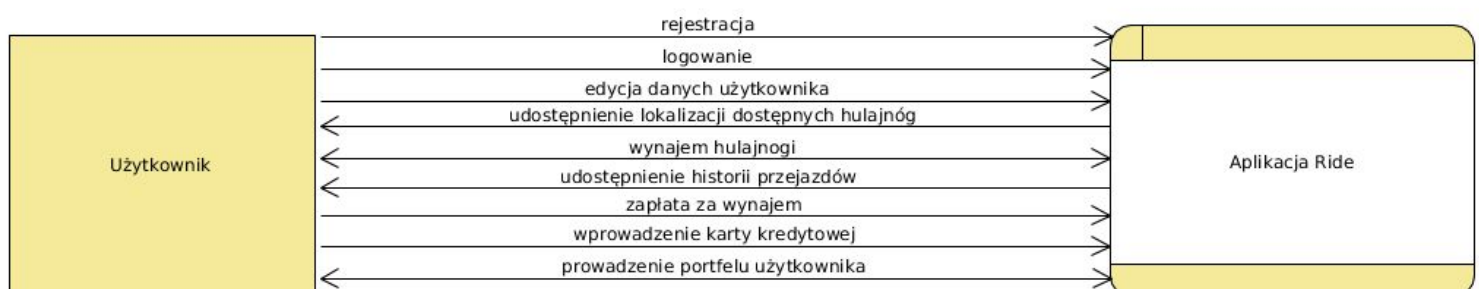 rejestracja
logowanie
edycja danych użytkownika
udostępnienie lokalizacji dostępnych hulajnóg
wynajem hulajnogi
Użytkownik
Aplikacja Ride
udostępnienie historii przejazdów
zapłata za wynajem
wprowadzenie karty kredytowej
prowadzenie portfelu użytkownika